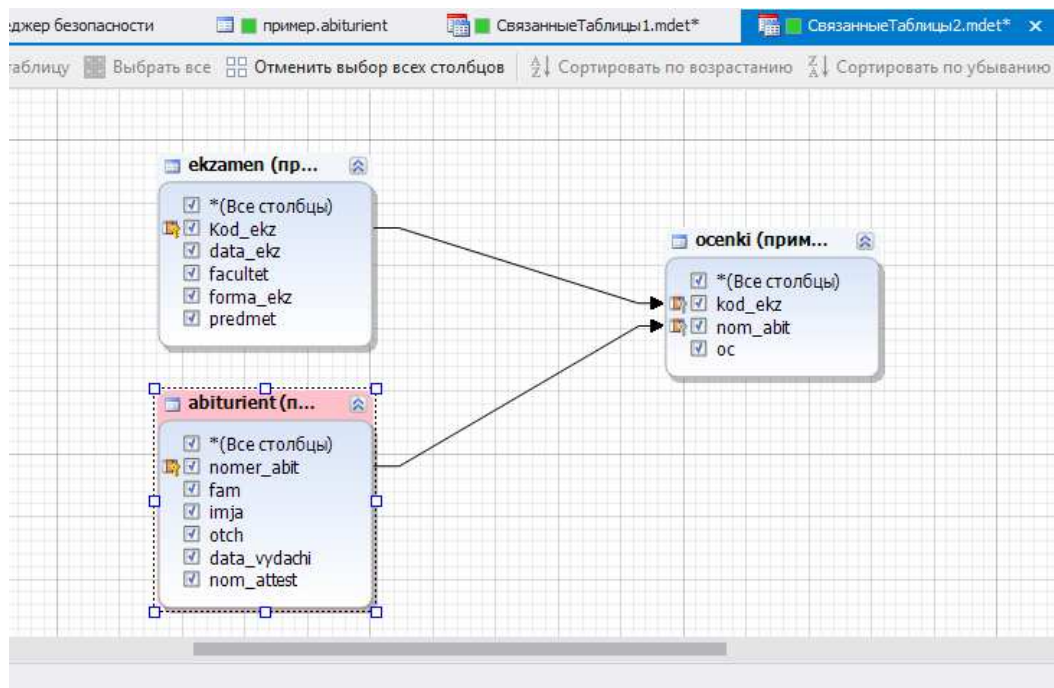 еджер безопасности
пример.abiturient
СвязанныеТаблицы1.mdet*
СвязанныеТаблицы2.mdet*
таблицу
Выбрать все
Отменить выбор всех столбцов
Сортировать по возрастанию
Сортировать по убыванию
ekzamen (пр...
*(Все столбцы)
Kod_ekz
data_ekz
facultet
forma_ekz
predmet
ocenki (прим...
*(Все столбцы)
kod_ekz
nom_abit
oc
abiturient (п...
*(Все столбцы)
nomer_abit
fam
imja
otch
data_vydachi
nom_attest